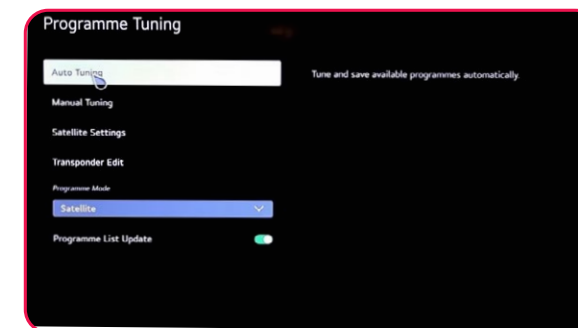 Programme Tuning
Auto Tuning
Tune and save available programmes automatically.
Manual Tuning
Satellite Settings
Transponder Edit
Programme Mode
Satellite
Programme List Update